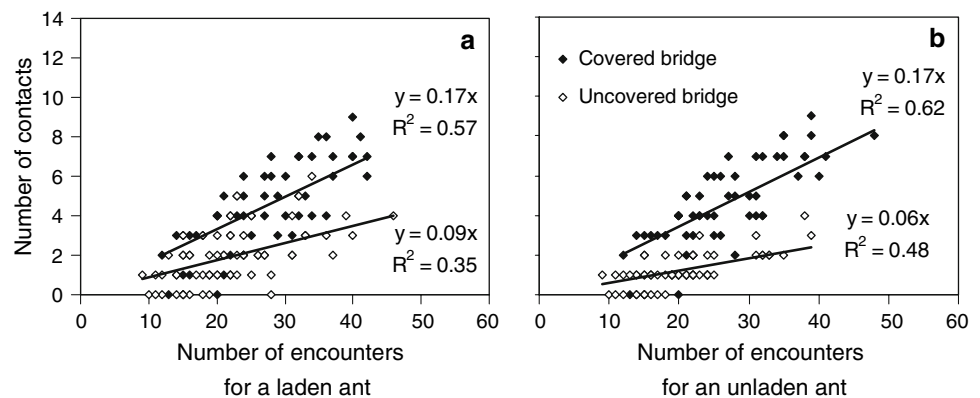 Number of contacts
14
12
10
8
6
4
2
0
a
y = 0.17x
R² = 0.57
y = 0.09x
R² = 0.35
0 10 20 30 40 50 60
Number of encounters
for a laden ant
b
Covered bridge
Uncovered bridge
y = 0.17x
R² = 0.62
y = 0.06x
R² = 0.48
0 10 20 30 40 50 60
Number of encounters
for an unladen ant